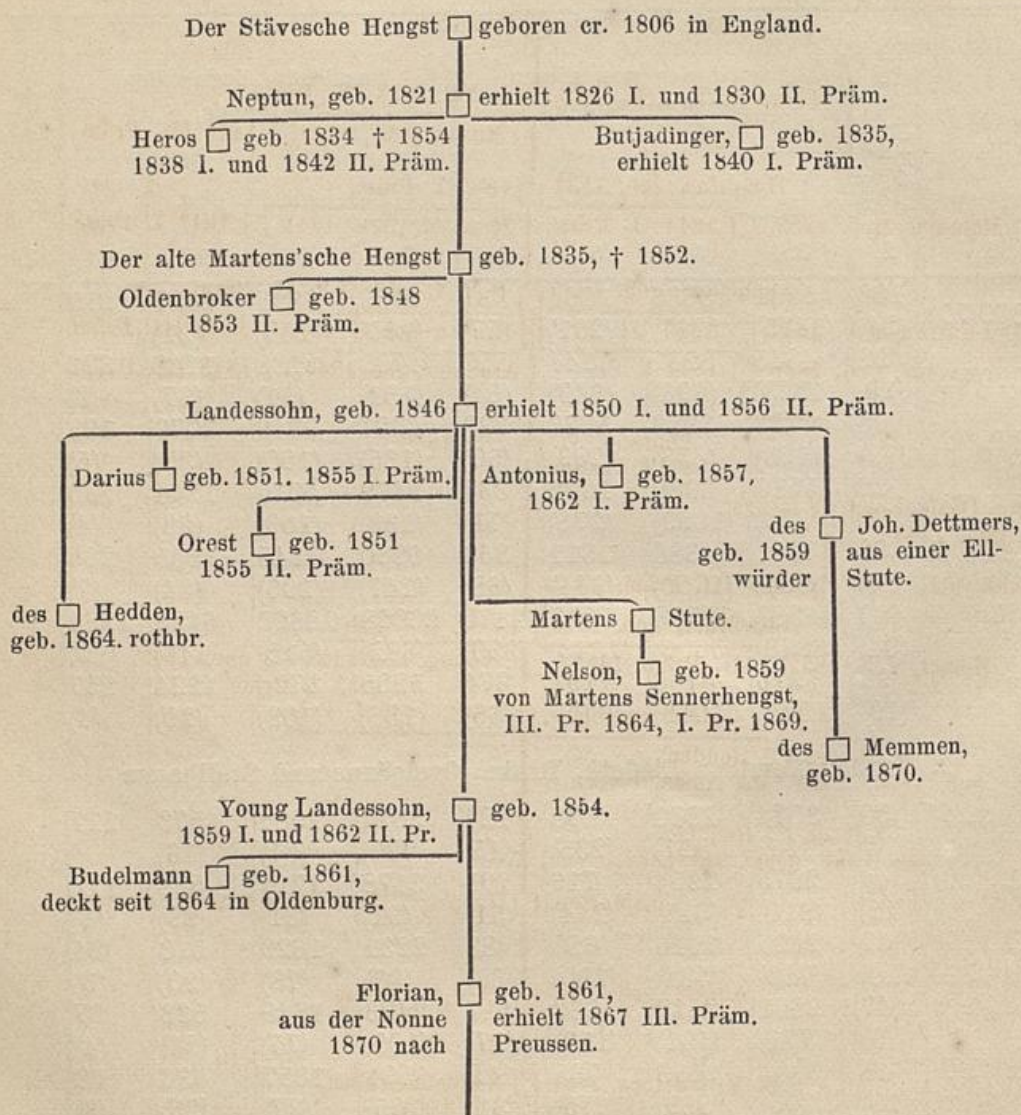 Der Stävesche Hengst geboren cr. 1806 in England.
Neptun, geb. 1821 erhielt 1826 I. und 1830 II. Präm.
Heros geb 1834 † 1854
1838 I. und 1842 II. Präm.
Butjadinger, geb. 1835,
erhielt 1840 I. Präm.
Der alte Martens'sche Hengst geb. 1835, † 1852.
Oldenbroker geb. 1848
1853 II. Präm.
Landessohn, geb. 1846 erhielt 1850 I. und 1856 II. Präm.
Darius geb. 1851. 1855 I. Präm.
Antonius, geb. 1857,
1862 I. Präm.
Orest geb. 1851
1855 II. Präm.
des Joh. Dettmers,
geb. 1859 aus einer Ell-
würder Stute.
des Hedden,
geb. 1864. rothbr.
Martens Stute.
Nelson, geb. 1859
von Martens Sennerhengst,
III. Pr. 1864, I. Pr. 1869.
des Memmen,
geb. 1870.
Young Landessohn, geb. 1854.
1859 I. und 1862 II. Pr.
Budelmann geb. 1861,
deckt seit 1864 in Oldenburg.
Florian, geb. 1861,
aus der Nonne erhielt 1867 III. Präm.
1870 nach Preussen.